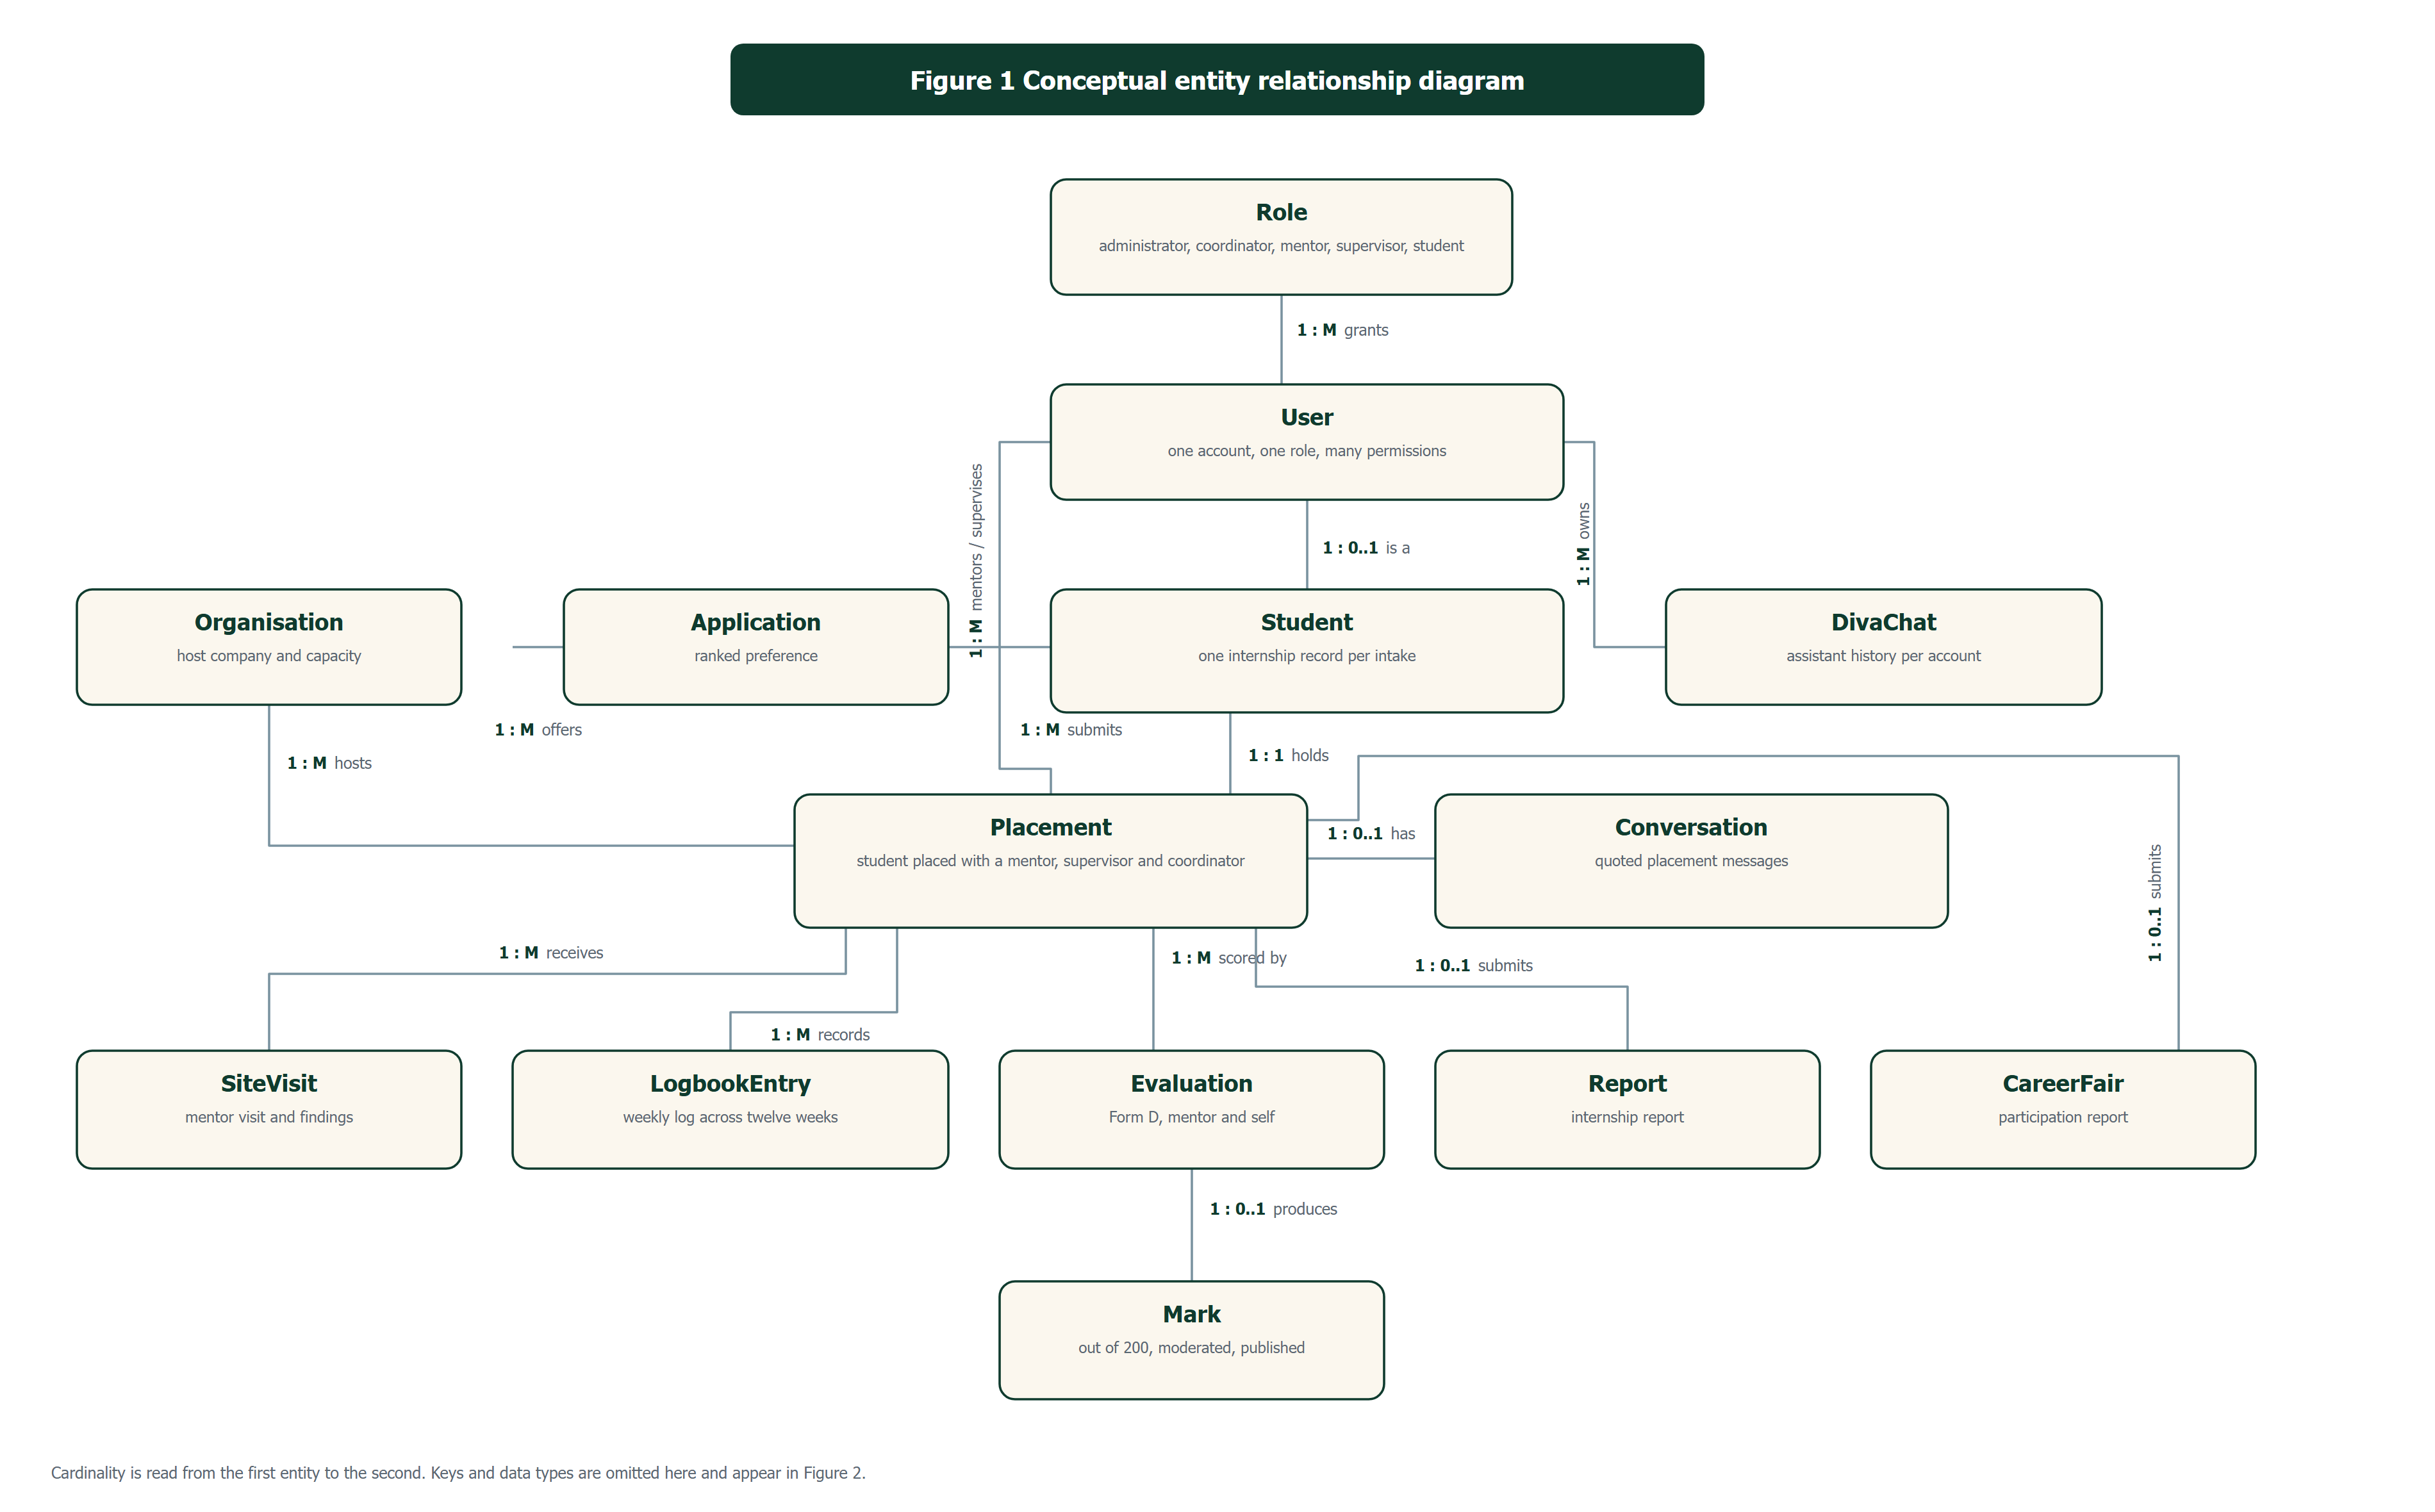 Figure 1 Conceptual entity relationship diagram
Role
administrator, coordinator, mentor, supervisor, student
1 : M grants
User
one account, one role, many permissions
1 : M mentors / supervises
1 : 0..1 is a
1 : M owns
Organisation
host company and capacity
Application
ranked preference
Student
one internship record per intake
DivaChat
assistant history per account
1 : M offers
1 : M submits
1 : M hosts
1 : 1 holds
Placement
student placed with a mentor, supervisor and coordinator
1 : 0..1 has
Conversation
quoted placement messages
1 : 0..1 submits
1 : M receives
1 : M scored by
1 : 0..1 submits
1 : M records
SiteVisit
mentor visit and findings
LogbookEntry
weekly log across twelve weeks
Evaluation
Form D, mentor and self
Report
internship report
CareerFair
participation report
1 : 0..1 produces
Mark
out of 200, moderated, published
Cardinality is read from the first entity to the second. Keys and data types are omitted here and appear in Figure 2.